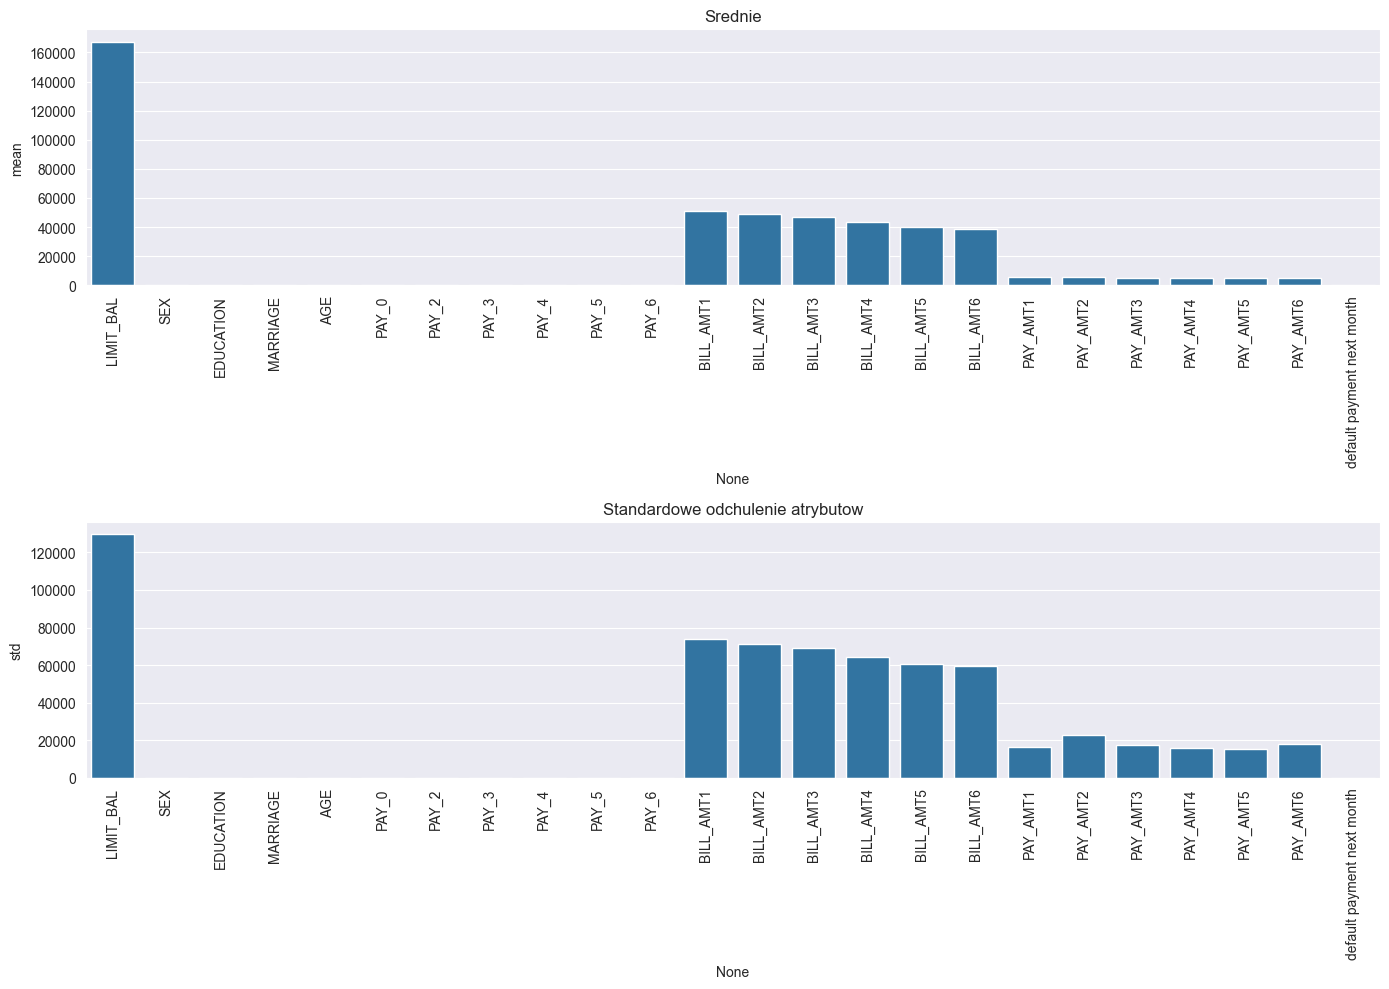 Srednie
160000
140000
120000
100000
80000
60000
40000
20000
0
mean
LIMIT_BAL
SEX
EDUCATION
MARRIAGE
AGE
PAY_0
PAY_2
PAY_3
PAY_4
PAY_5
PAY_6
BILL_AMT1
BILL_AMT2
BILL_AMT3
BILL_AMT4
BILL_AMT5
BILL_AMT6
PAY_AMT1
PAY_AMT2
PAY_AMT3
PAY_AMT4
PAY_AMT5
PAY_AMT6
default payment next month
None
Standardowe odchulenie atrybutow
120000
100000
80000
60000
40000
20000
0
std
LIMIT_BAL
SEX
EDUCATION
MARRIAGE
AGE
PAY_0
PAY_2
PAY_3
PAY_4
PAY_5
PAY_6
BILL_AMT1
BILL_AMT2
BILL_AMT3
BILL_AMT4
BILL_AMT5
BILL_AMT6
PAY_AMT1
PAY_AMT2
PAY_AMT3
PAY_AMT4
PAY_AMT5
PAY_AMT6
default payment next month
None